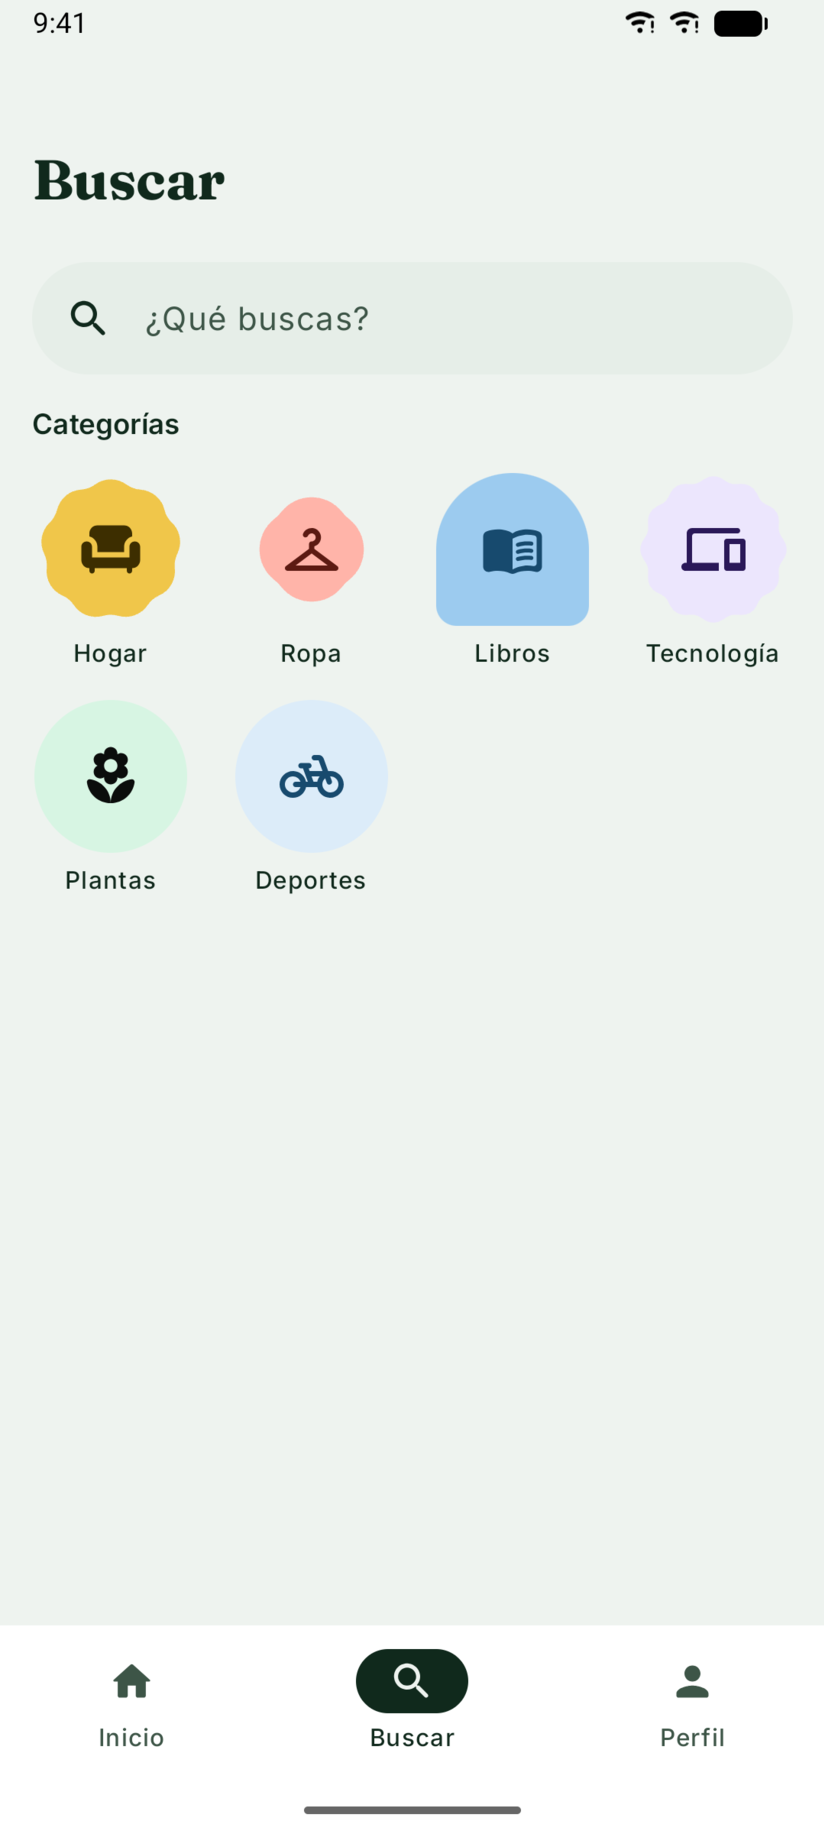 9:41
Buscar
¿Qué buscas?
Categorías
Hogar
Ropa
Libros
Tecnología
Plantas
Deportes
Inicio
Buscar
Perfil